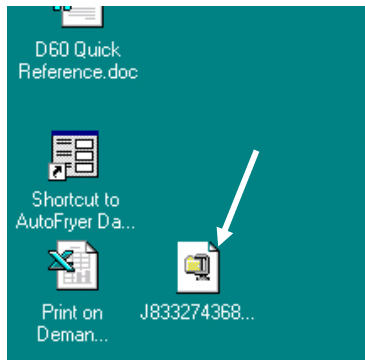 D60 Quick
Reference.doc
Shortcut to
AutoFryer Da...
Print on
Deman...
J833274368...